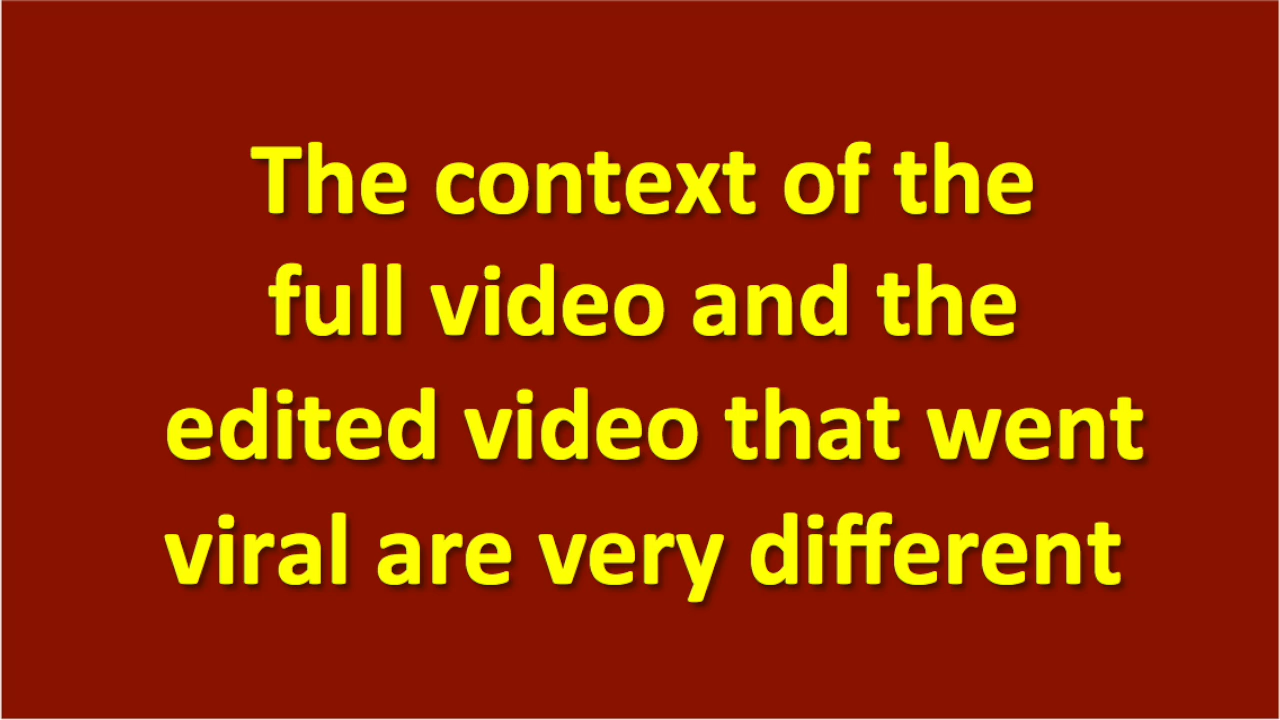 The context of the
full video and the
edited video that went
viral are very different